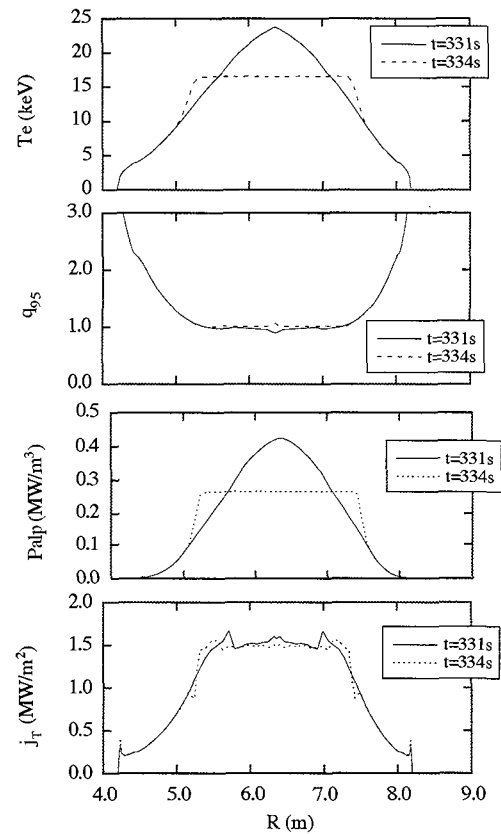 25
20
15
10
5
0
Te (keV)
t=331s
t=334s
3.0
2.0
1.0
0.0
q95
t=331s
t=334s
0.5
0.4
0.3
0.2
0.1
0.0
Palp (MW/m³)
t=331s
t=334s
2.0
1.5
1.0
0.5
0.0
jT (MW/m²)
t=331s
t=334s
4.0 5.0 6.0 7.0 8.0 9.0
R (m)